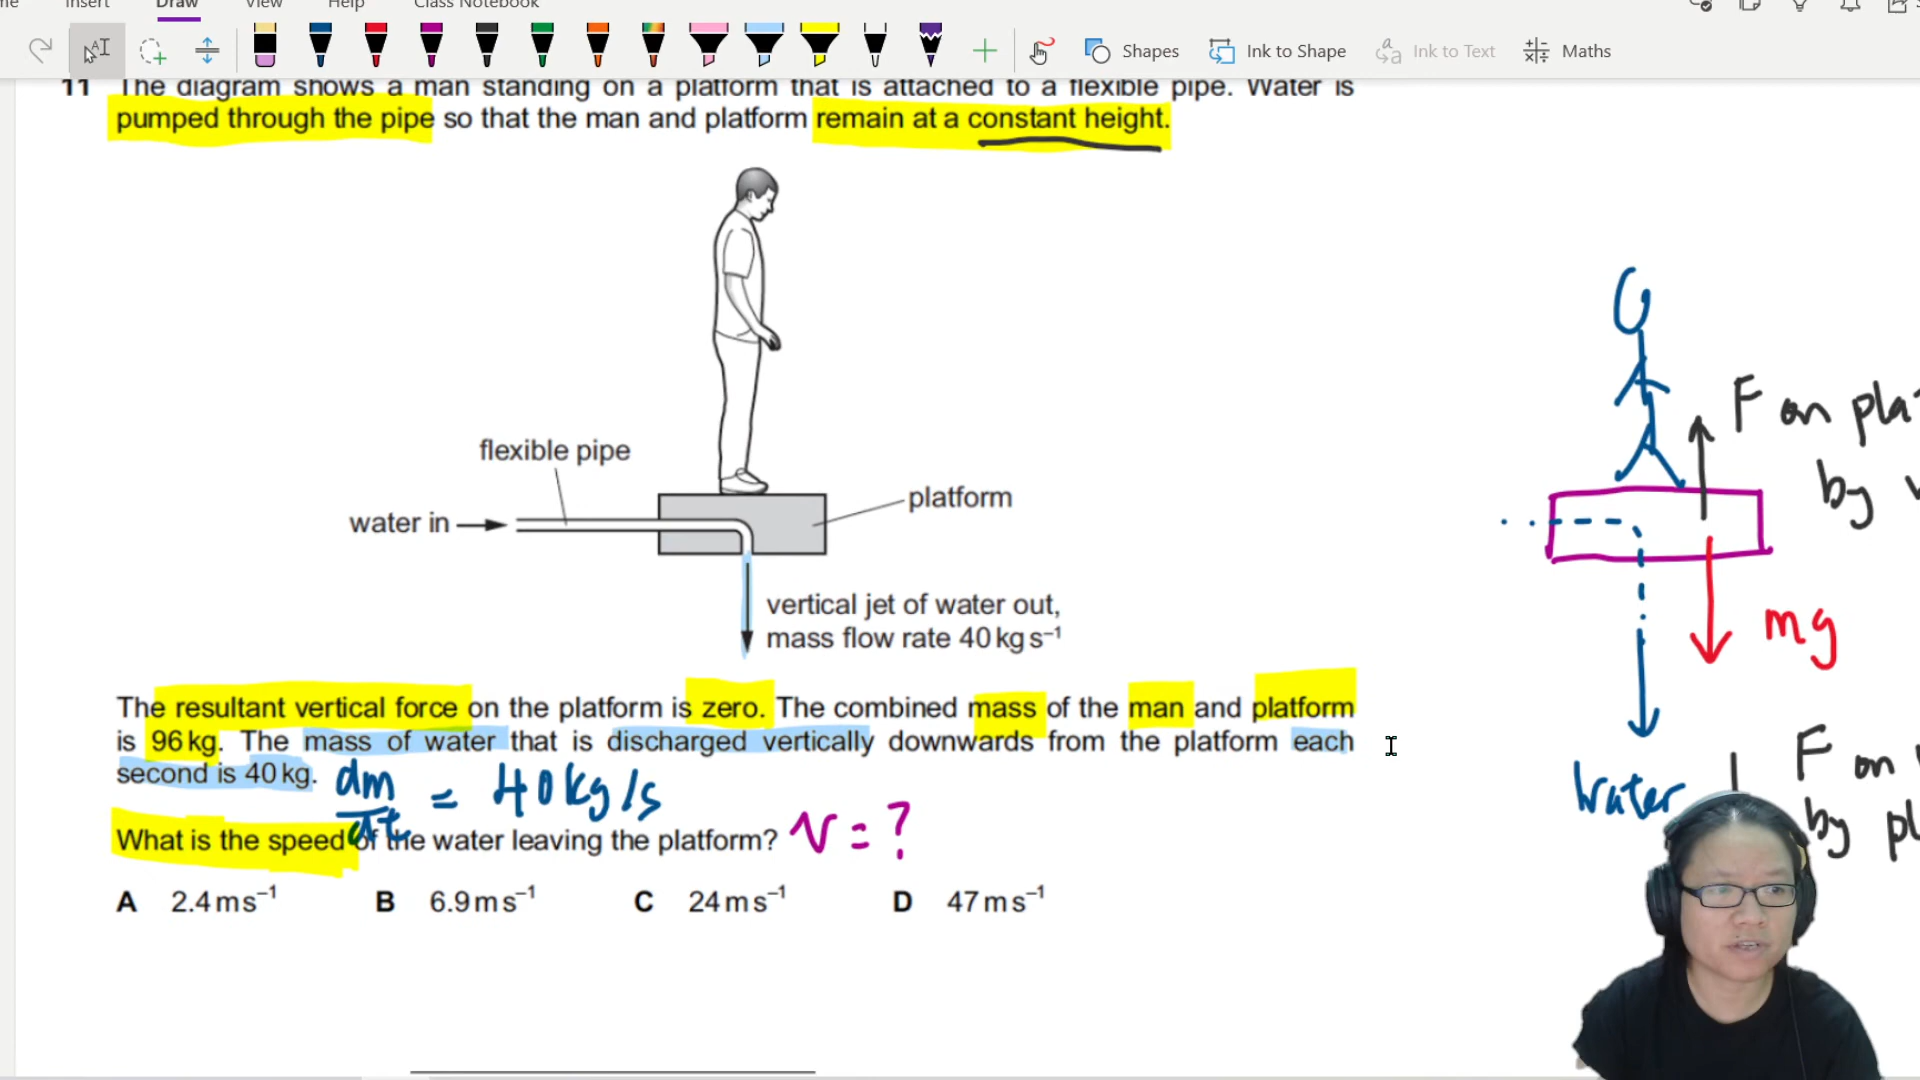 Insert Draw View Help Class Notebook
Shapes Ink to Shape Ink to Text Maths
11 The diagram shows a man standing on a platform that is attached to a flexible pipe. Water is
pumped through the pipe so that the man and platform remain at a constant height.
flexible pipe
platform
water in
vertical jet of water out,
mass flow rate 40 kg s⁻¹
F on
by
mg
Water
F on
by
The resultant vertical force on the platform is zero. The combined mass of the man and platform
is 96 kg. The mass of water that is discharged vertically downwards from the platform each
second is 40 kg.
dm/dt = 40 kg/s
What is the speed of the water leaving the platform? v = ?
A 2.4 m s⁻¹ B 6.9 m s⁻¹ C 24 m s⁻¹ D 47 m s⁻¹